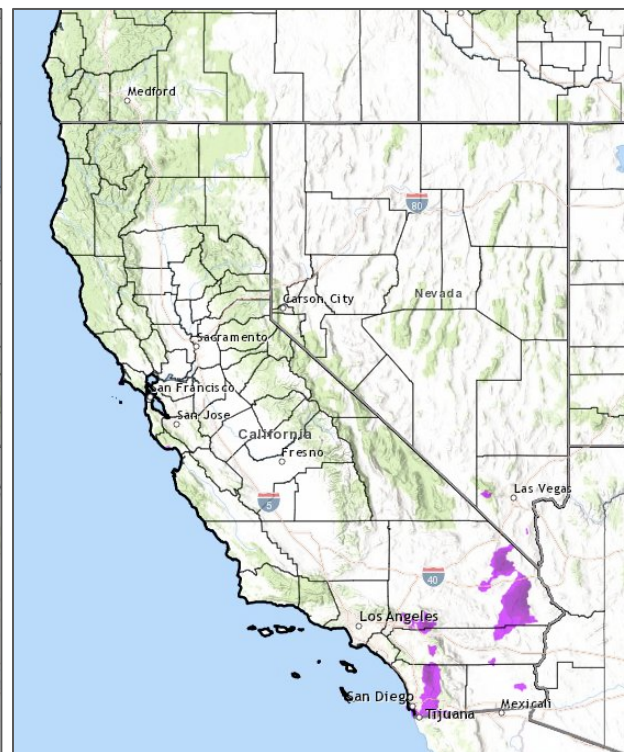 Medford
80
Carson City
Nevada
Sacramento
San Francisco
San Jose
California
Fresno
5
Las Vegas
40
Los Angeles
San Diego
Tijuana
Mexicali